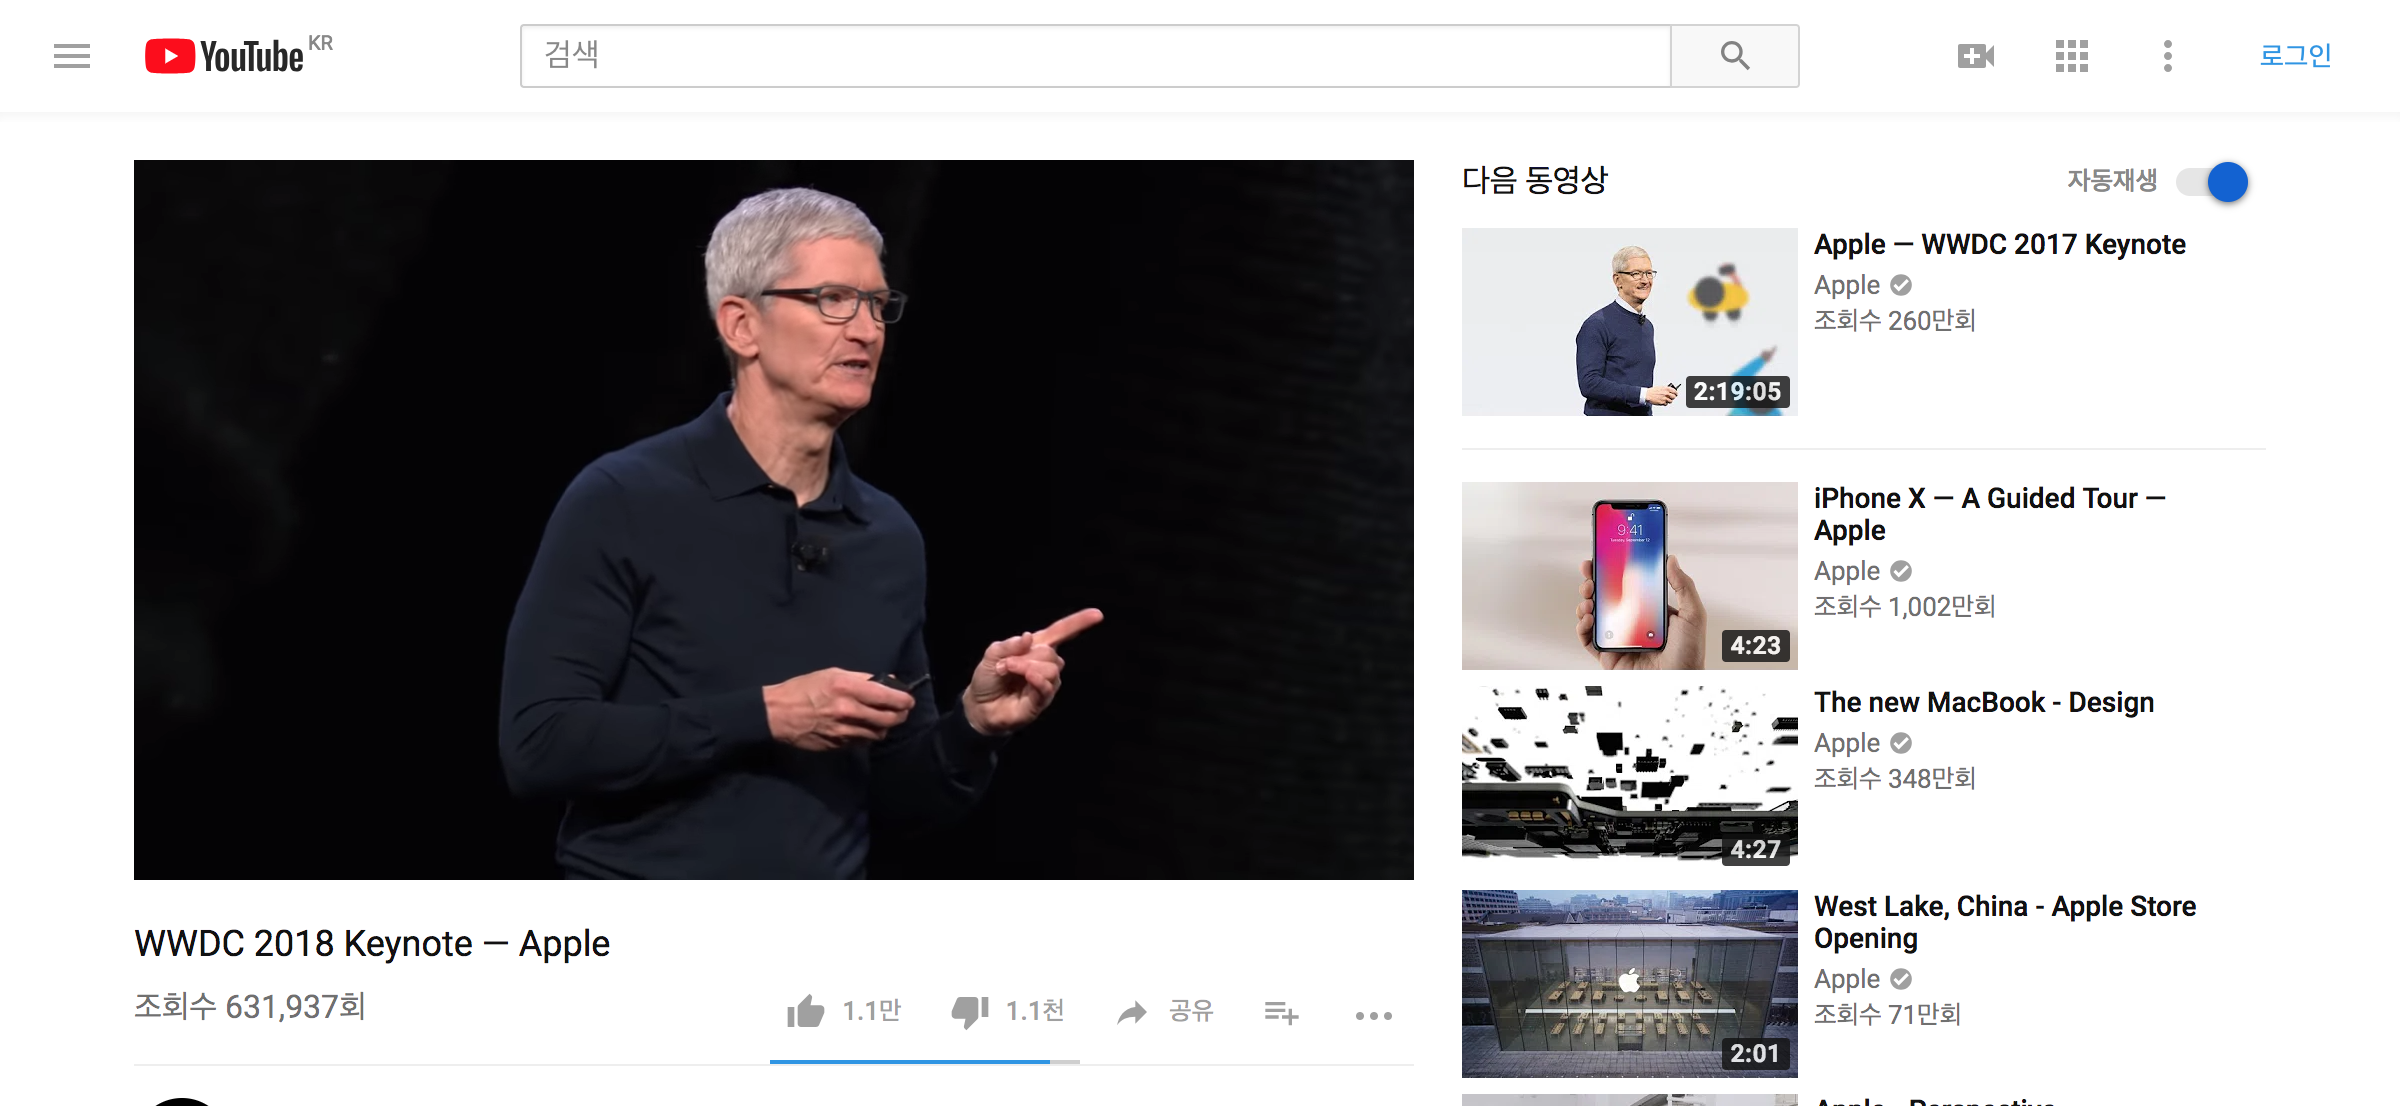 YouTube KR
검색
로그인
다음 동영상
자동재생
Apple — WWDC 2017 Keynote
Apple
조회수 260만회
2:19:05
iPhone X — A Guided Tour —
Apple
Apple
조회수 1,002만회
9:41
4:23
The new MacBook - Design
Apple
조회수 348만회
4:27
West Lake, China - Apple Store
Opening
Apple
조회수 71만회
2:01
WWDC 2018 Keynote — Apple
조회수 631,937회
1.1만
1.1천
공유
Apple - Perspective